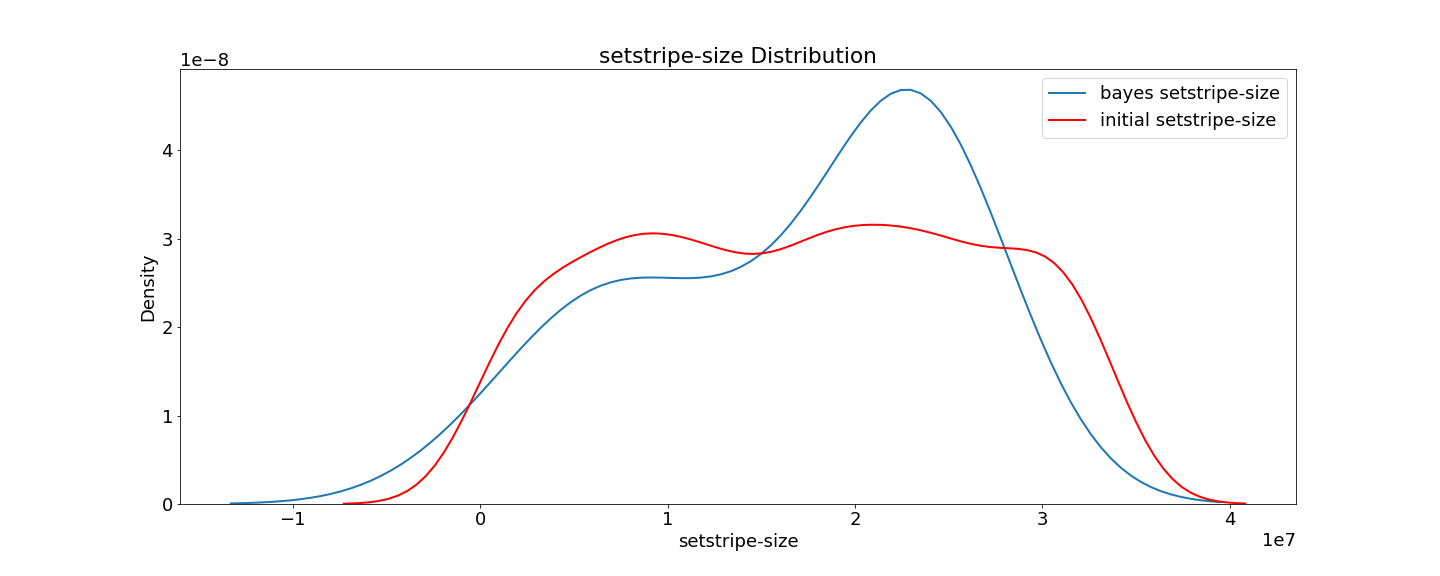 setstripe-size Distribution
1e−8
bayes setstripe-size
initial setstripe-size
Density
4
3
2
1
0
−1 0 1 2 3 4
1e7
setstripe-size